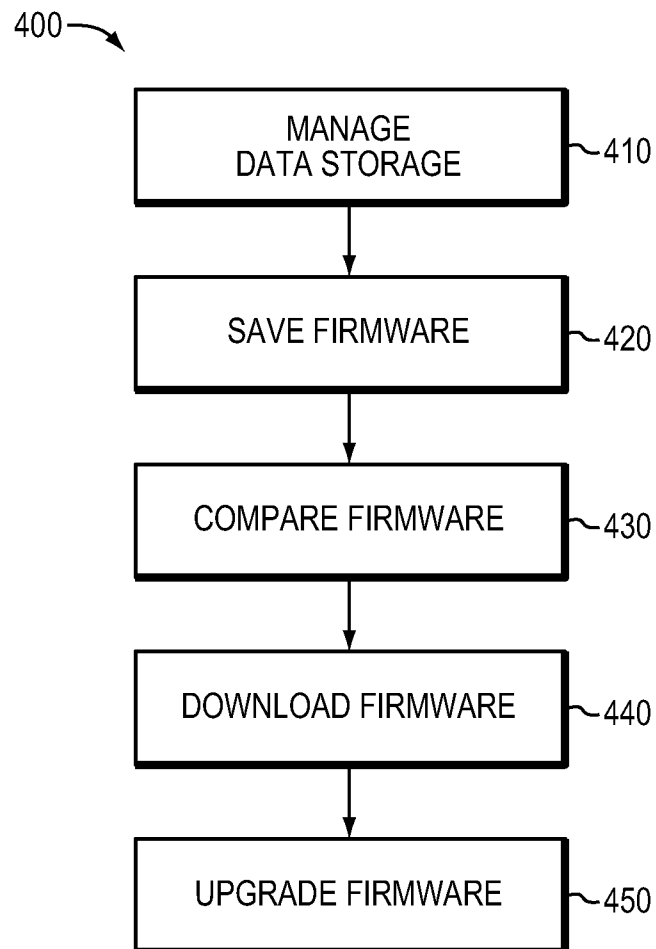 400
MANAGE
DATA STORAGE
410
SAVE FIRMWARE
420
COMPARE FIRMWARE
430
DOWNLOAD FIRMWARE
440
UPGRADE FIRMWARE
450